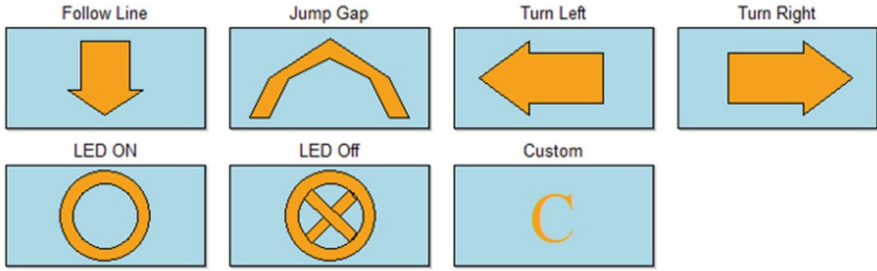 Follow Line
Jump Gap
Turn Left
Turn Right
LED ON
LED Off
Custom
C